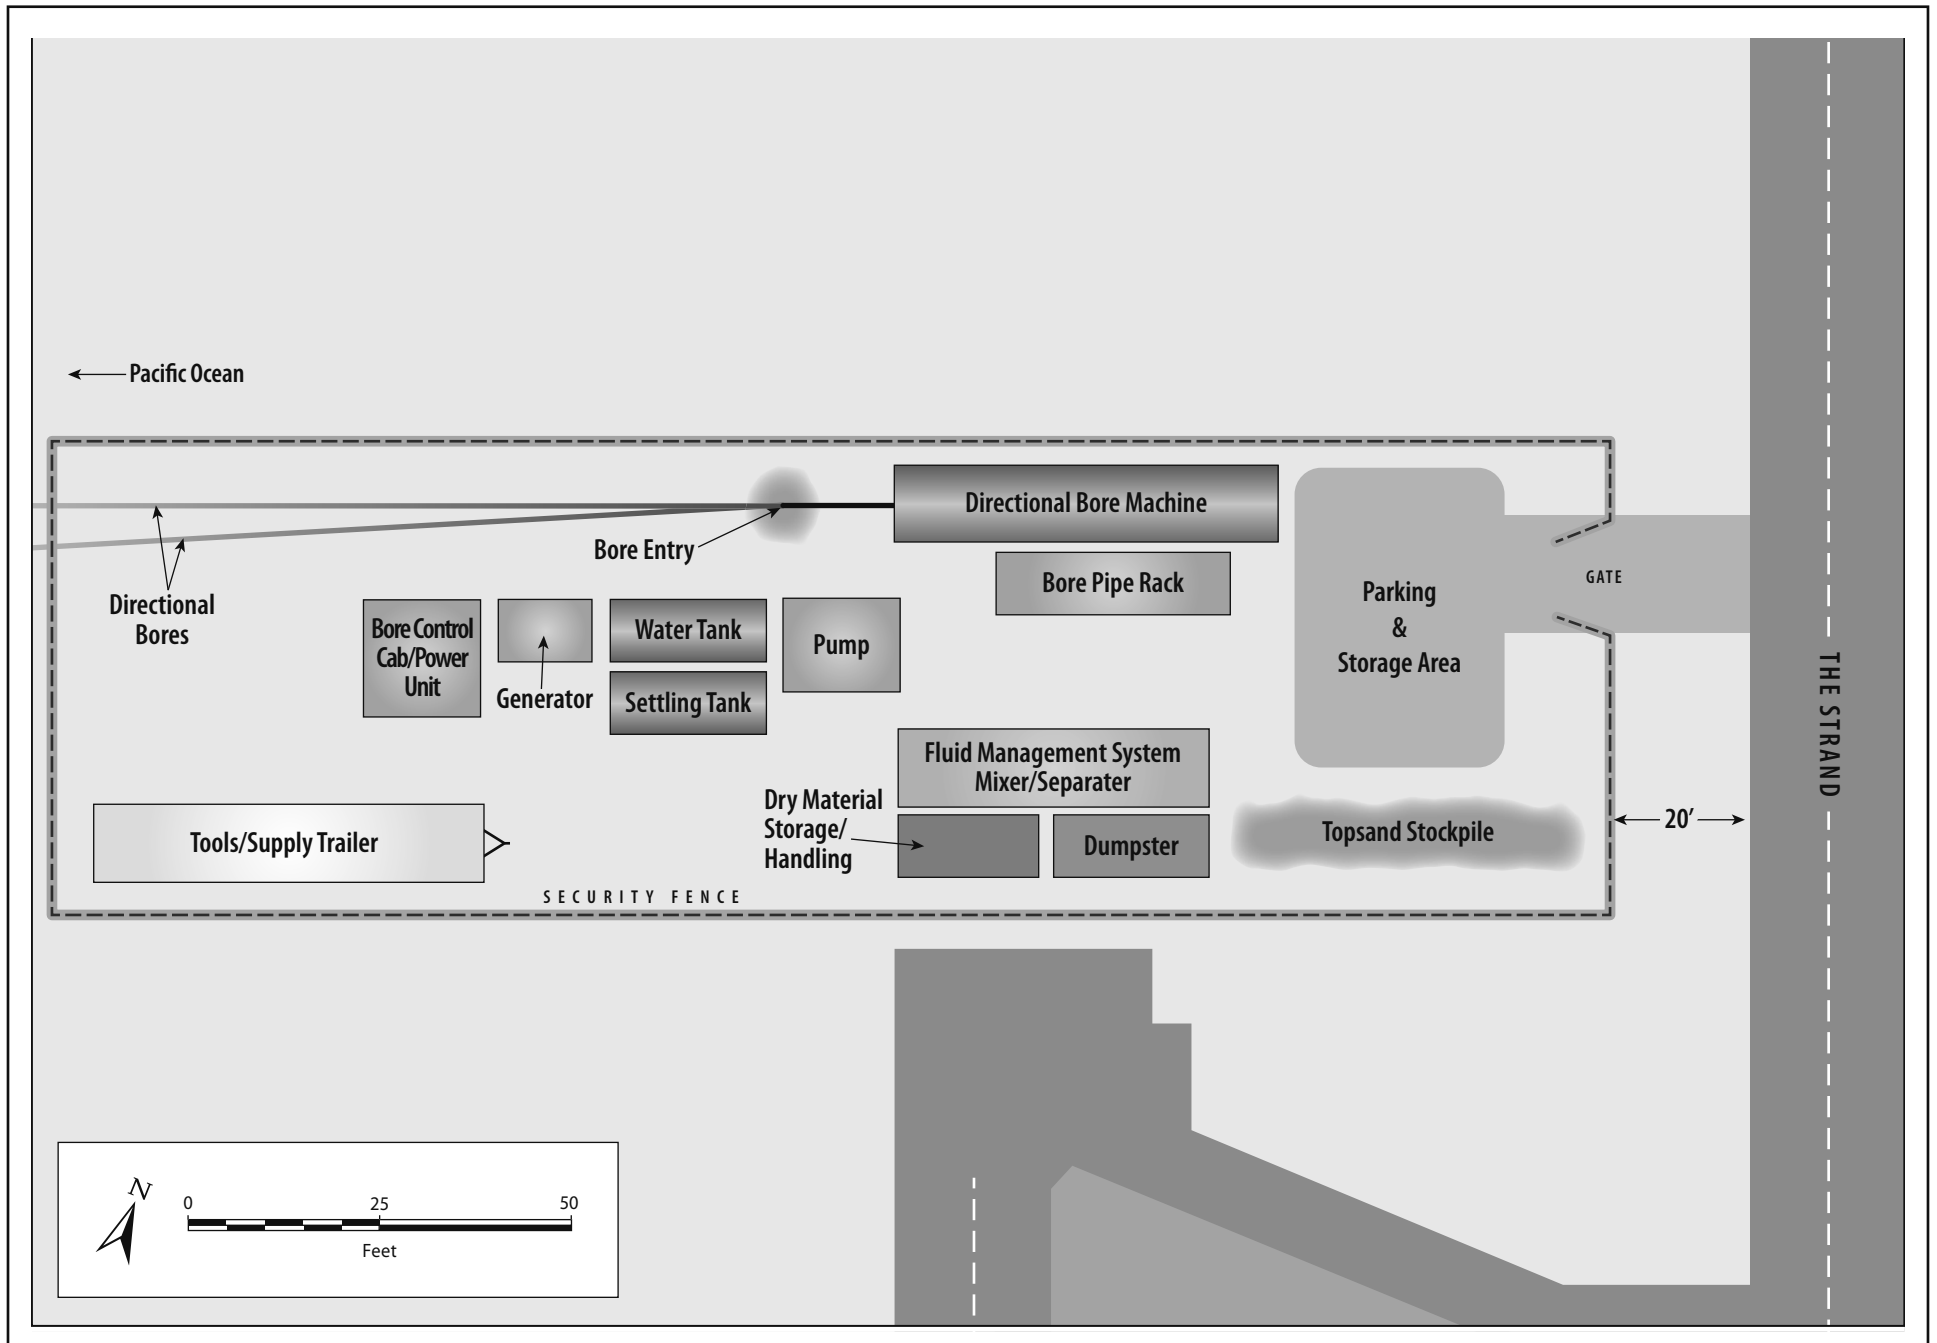 Pacific Ocean
Directional Bore Machine
Bore Entry
Bore Pipe Rack
GATE
Directional
Bores
Parking
&
Storage Area
Bore Control
Cab/Power
Unit
Generator
Water Tank
Settling Tank
Pump
THE STRAND
Fluid Management System
Mixer/Separater
Dry Material
Storage/
Handling
Dumpster
Topsand Stockpile
20’
Tools/Supply Trailer
SECURITY FENCE
N
0 25 50
Feet